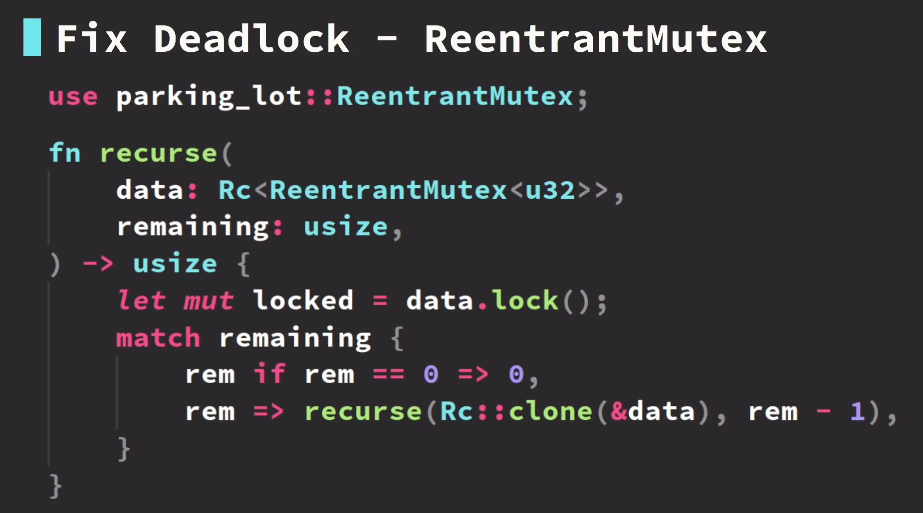 Fix Deadlock - ReentrantMutex
use parking_lot::ReentrantMutex;
fn recurse(
    data: Rc<ReentrantMutex<u32>>,
    remaining: usize,
) -> usize {
    let mut locked = data.lock();
    match remaining {
        rem if rem == 0 => 0,
        rem => recurse(Rc::clone(&data), rem - 1),
    }
}